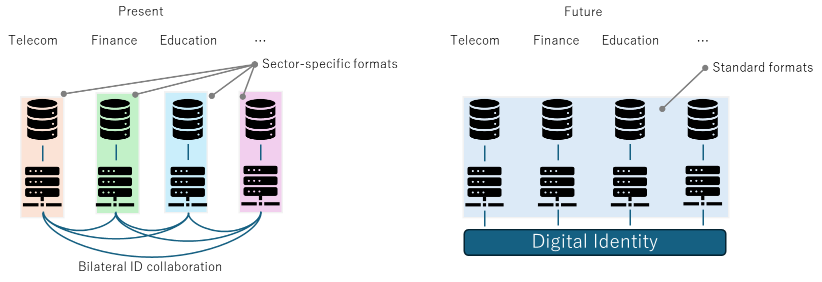 Present
Telecom Finance Education ...
Sector-specific formats
Bilateral ID collaboration
Future
Telecom Finance Education ...
Standard formats
Digital Identity